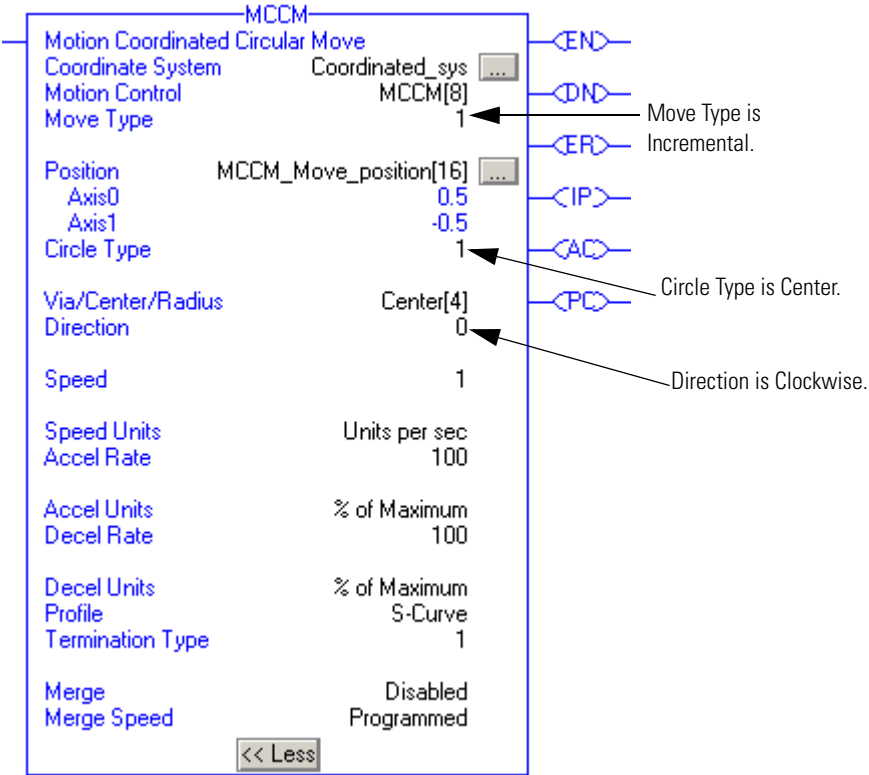 MCCM
Motion Coordinated Circular Move
Coordinate System Coordinated_sys ...
Motion Control MCCM[8]
Move Type 1
Position MCCM_Move_position[16] ...
Axis0 0.5
Axis1 -0.5
Circle Type 1
Via/Center/Radius Center[4]
Direction 0
Speed 1
Speed Units Units per sec
Accel Rate 100
Accel Units % of Maximum
Decel Rate 100
Decel Units % of Maximum
Profile S-Curve
Termination Type 1
Merge Disabled
Merge Speed Programmed
<< Less
EN
DN
ER
IP
AC
PC
Move Type is
Incremental.
Circle Type is Center.
Direction is Clockwise.